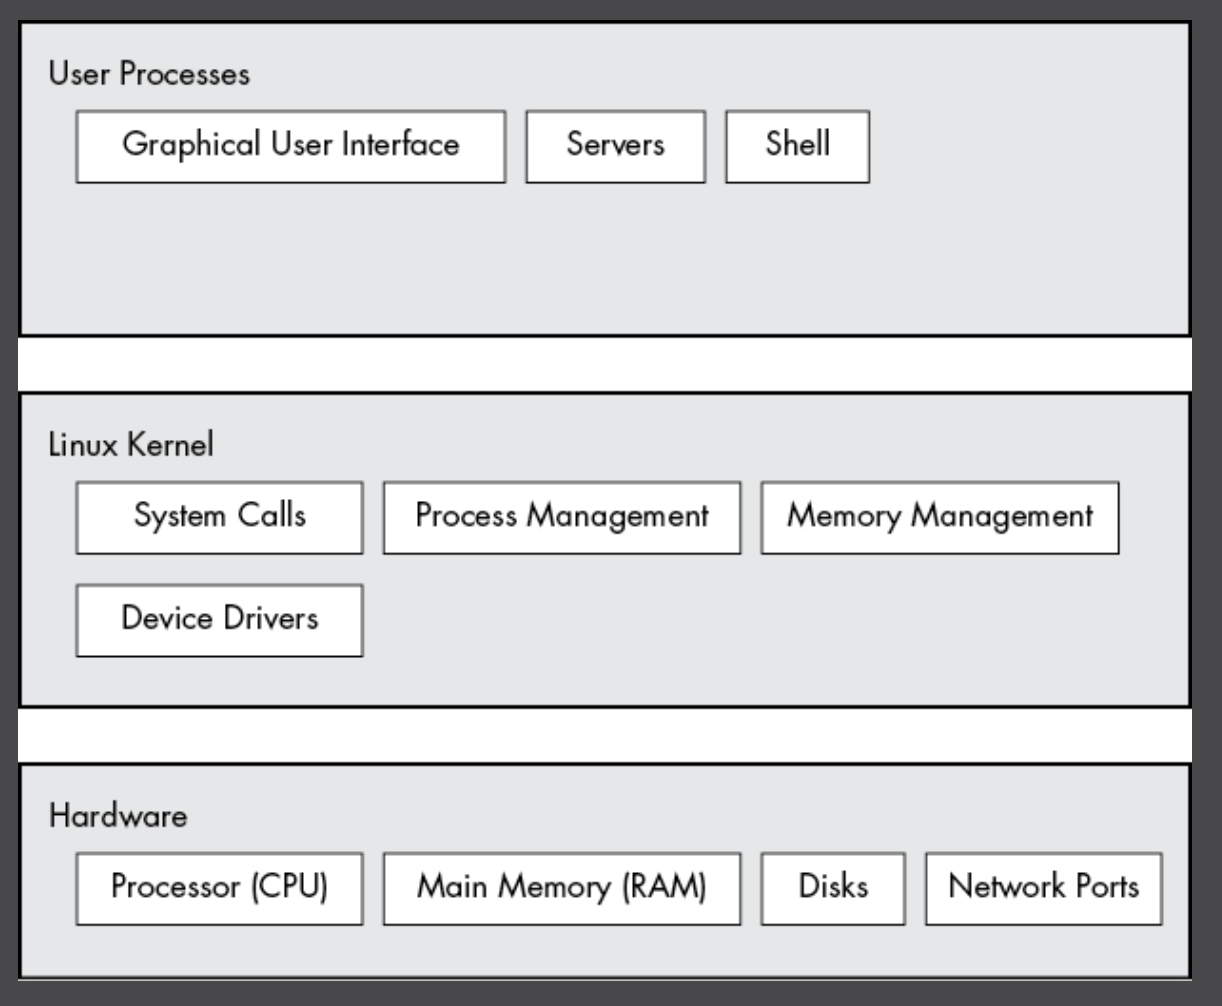 User Processes
Graphical User Interface Servers Shell
Linux Kernel
System Calls Process Management Memory Management
Device Drivers
Hardware
Processor (CPU) Main Memory (RAM) Disks Network Ports